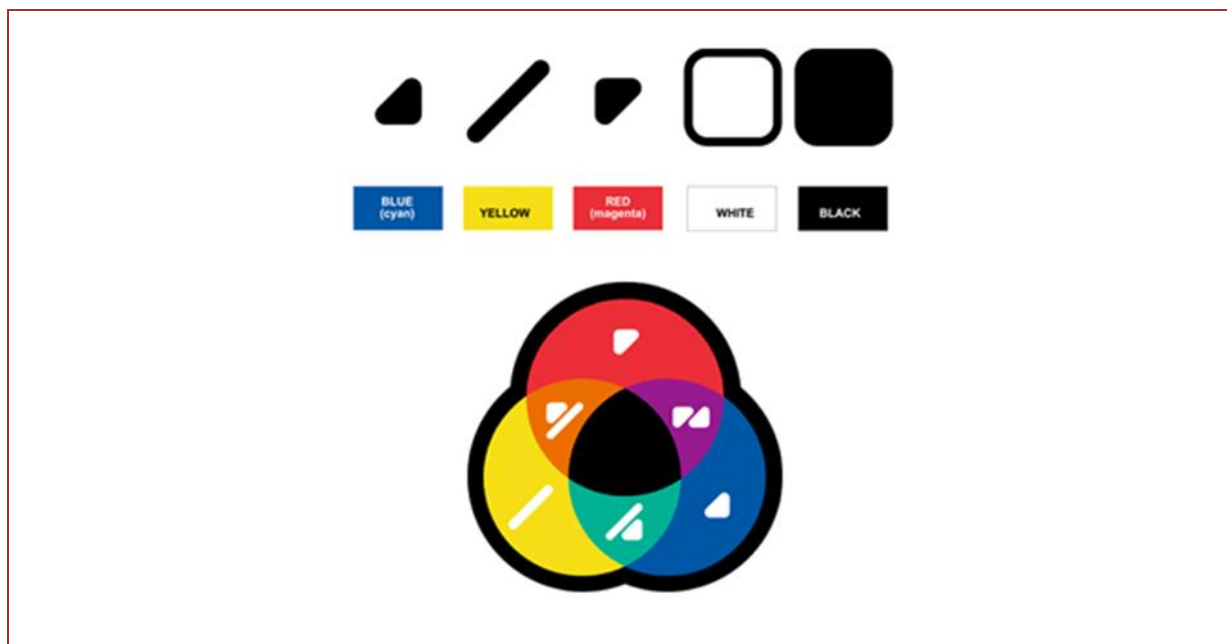 BLUE
(cyan)
YELLOW
RED
(magenta)
WHITE
BLACK